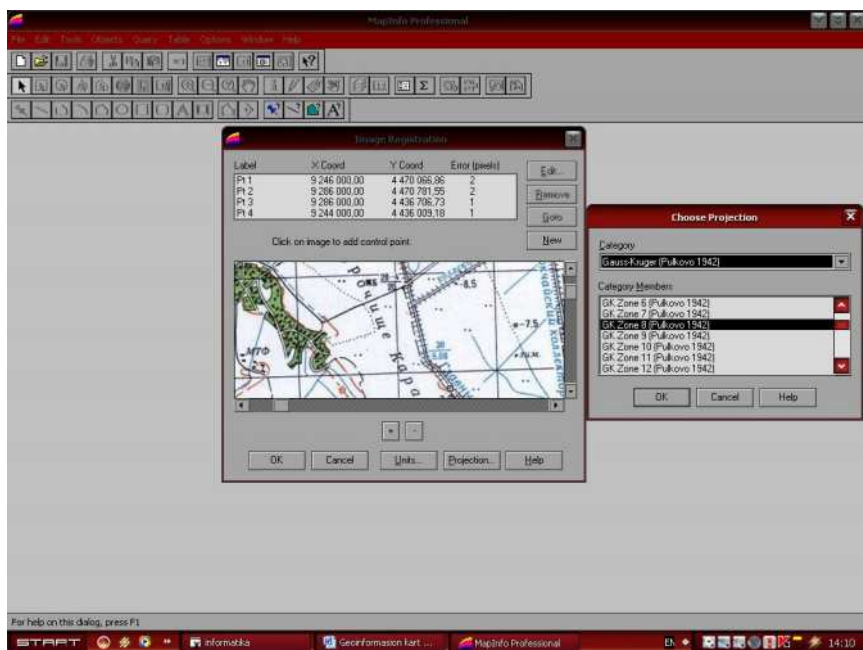 MapInfo Professional
File Edit Tools Objects Query Table Options Window Help
Image Registration
Label X Coord Y Coord Error (pixels)
Pt 1 9 246 000,00 4 470 066,86 2
Pt 2 9 286 000,00 4 470 781,55 2
Pt 3 9 286 000,00 4 436 706,73 1
Pt 4 9 244 000,00 4 436 009,18 1
Edit...
Remove
Goto
New
Click on image to add control point.
-8,5
-7,5
МТФ
+ -
OK Cancel Units... Projection... Help
Choose Projection
Category
Gauss-Kruger (Pulkovo 1942)
Category Members
GK Zone 6 (Pulkovo 1942)
GK Zone 7 (Pulkovo 1942)
GK Zone 8 (Pulkovo 1942)
GK Zone 9 (Pulkovo 1942)
GK Zone 10 (Pulkovo 1942)
GK Zone 11 (Pulkovo 1942)
GK Zone 12 (Pulkovo 1942)
OK Cancel Help
For help on this dialog, press F1
START informatika Geoinformasion kart ... MapInfo Professional EN 14:10